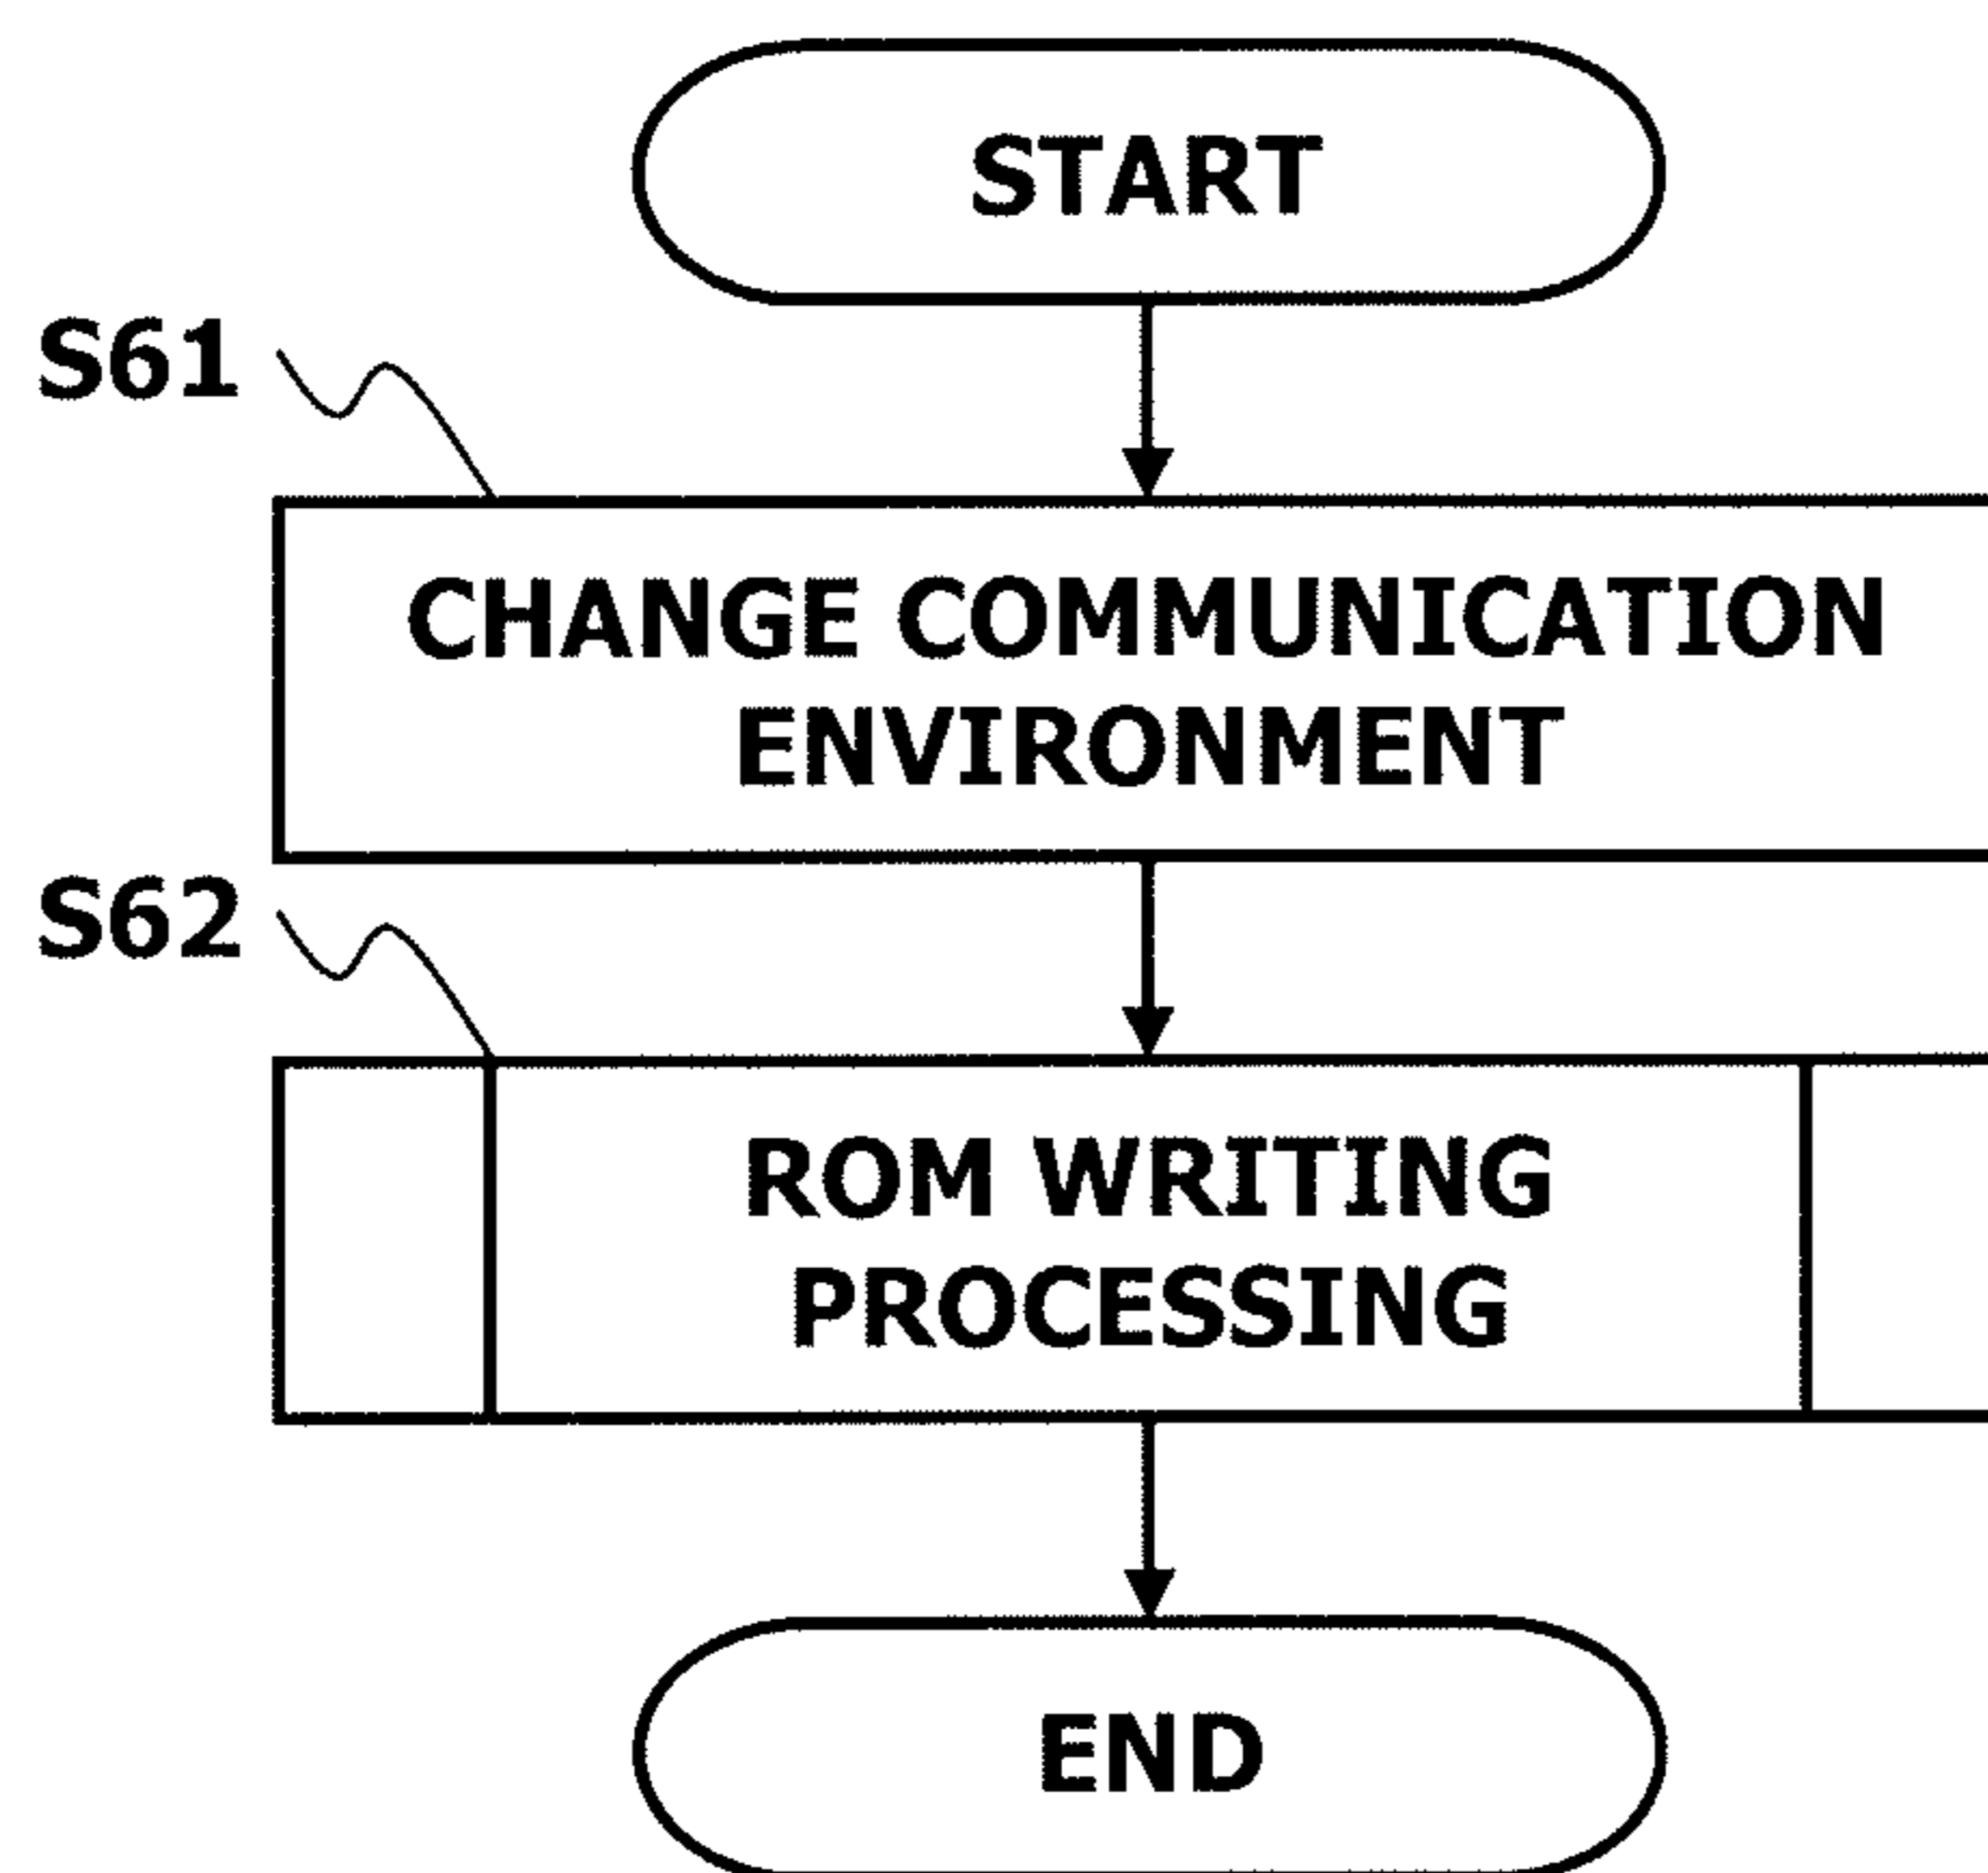 START
S61
CHANGE COMMUNICATION
ENVIRONMENT
S62
ROM WRITING
PROCESSING
END